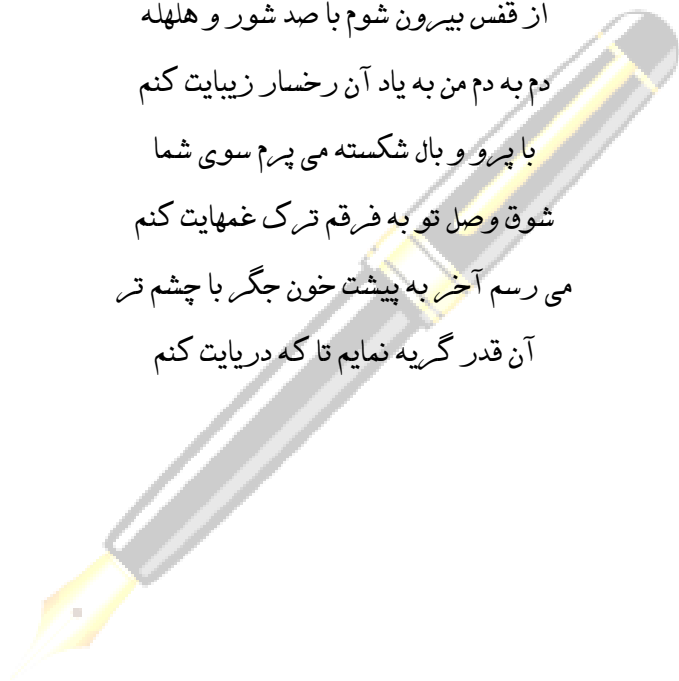 از قفس بیرون شوم با صد شور و هلهله
دم به دم من به یاد آن رخسار زیبایت کنم
با پرو و بال شکسته می پرم سوی شما
شوق وصل تو به فرقم ترک غمهایت کنم
می رسم آخر به پیشت خون جگر با چشم تر
آن قدر گریه نمایم تا که دریایت کنم